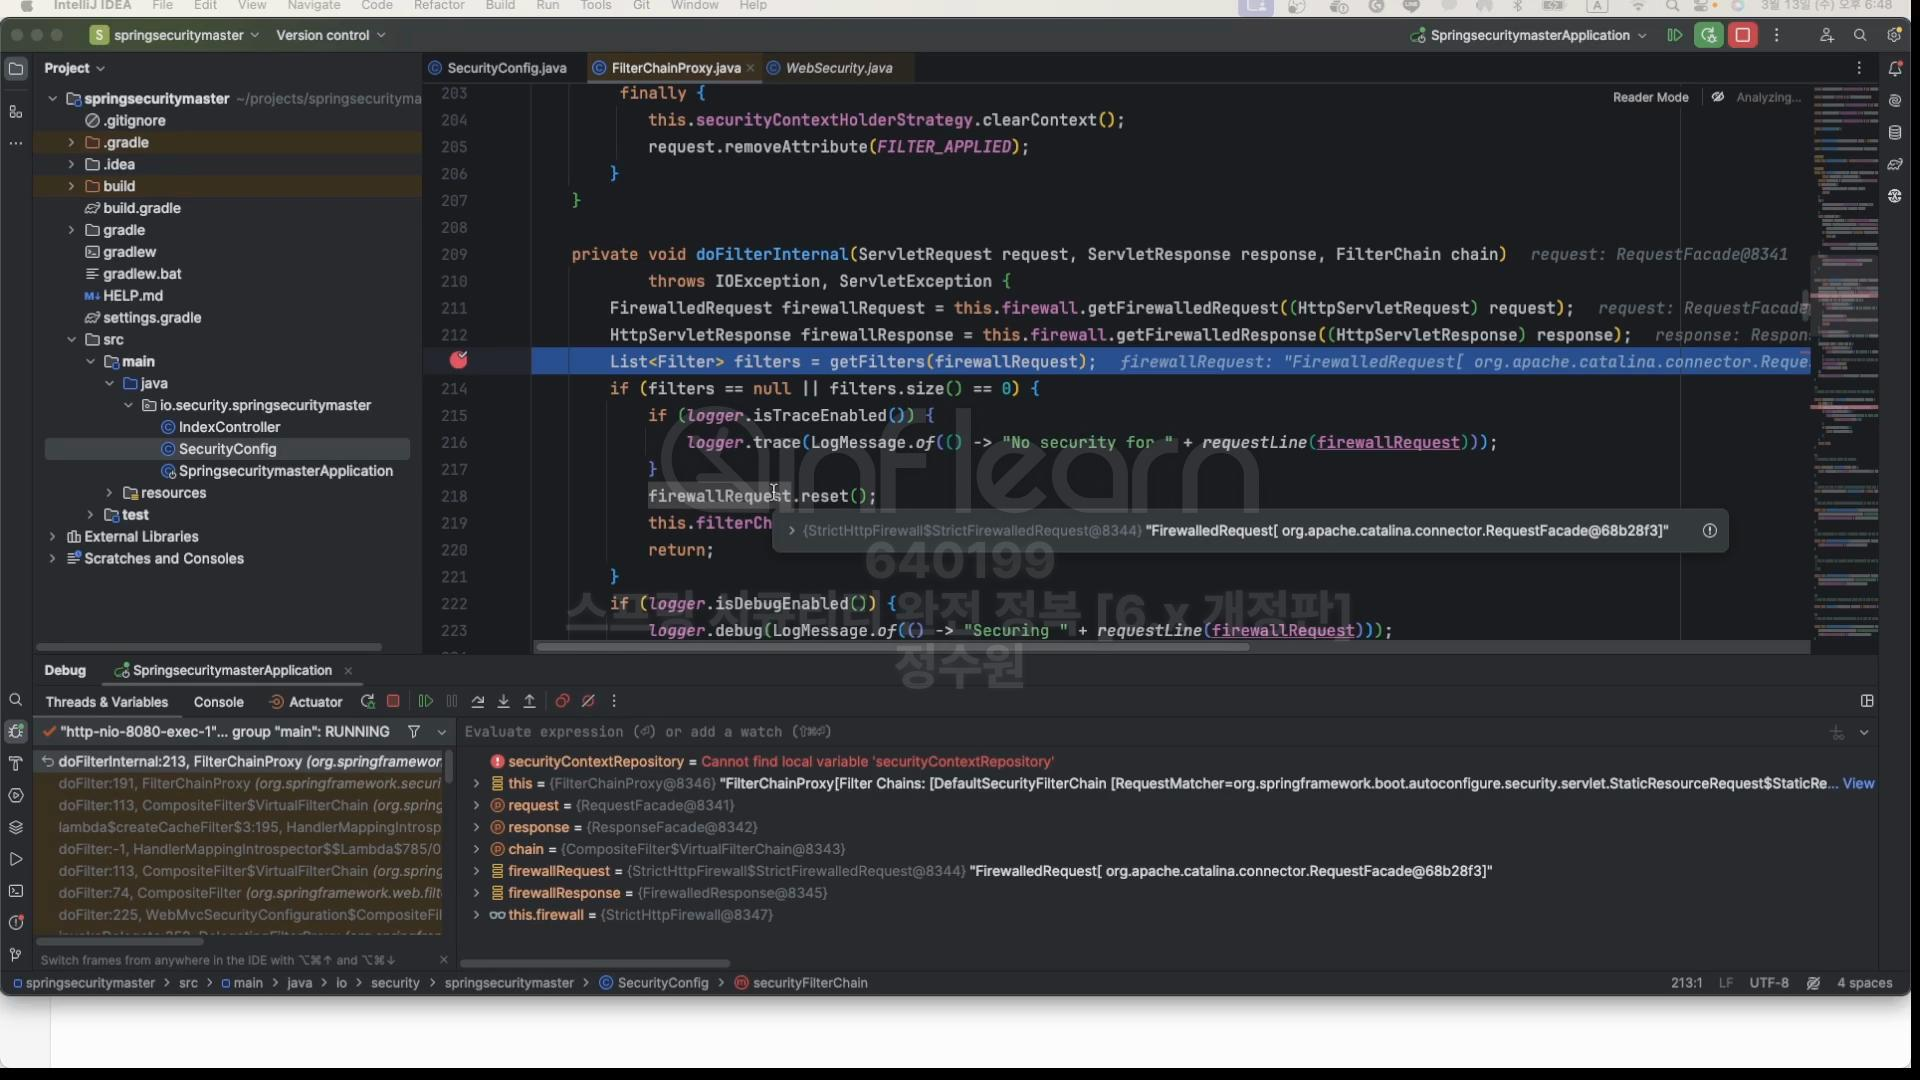 IntelliJ IDEA File Edit View Navigate Code Refactor Build Run Tools Git Window Help A 3월 13일 (수) 오후 6:48
S springsecuritymaster Version control SpringsecuritymasterApplication
Project
SecurityConfig.java FilterChainProxy.java WebSecurity.java
springsecuritymaster ~/projects/springsecurityma
.gitignore
.gradle
.idea
build
build.gradle
gradle
gradlew
gradlew.bat
HELP.md
settings.gradle
src
main
java
io.security.springsecuritymaster
IndexController
SecurityConfig
SpringsecuritymasterApplication
resources
test
External Libraries
Scratches and Consoles
Reader Mode Analyzing...
203 finally {
204 this.securityContextHolderStrategy.clearContext();
205 request.removeAttribute(FILTER_APPLIED);
206 }
207 }
208
209 private void doFilterInternal(ServletRequest request, ServletResponse response, FilterChain chain) request: RequestFacade@8341
210 throws IOException, ServletException {
211 FirewalledRequest firewallRequest = this.firewall.getFirewalledRequest((HttpServletRequest) request); request: RequestFacade
212 HttpServletResponse firewallResponse = this.firewall.getFirewalledResponse((HttpServletResponse) response); response: Respon
List<Filter> filters = getFilters(firewallRequest); firewallRequest: "FirewalledRequest[ org.apache.catalina.connector.Reque
214 if (filters == null || filters.size() == 0) {
215 if (logger.isTraceEnabled()) {
216 logger.trace(LogMessage.of(() -> "No security for " + requestLine(firewallRequest)));
217 }
218 firewallRequest.reset();
219 this.filterCh
{StrictHttpFirewall$StrictFirewalledRequest@8344} "FirewalledRequest[ org.apache.catalina.connector.RequestFacade@68b28f3]"
220 return;
221 }
222 if (logger.isDebugEnabled()) {
223 logger.debug(LogMessage.of(() -> "Securing " + requestLine(firewallRequest)));
inflearn
640199
스프링 시큐리티 완전 정복 [6.x 개정판]
정수원
Debug SpringsecuritymasterApplication
Threads & Variables Console Actuator
"http-nio-8080-exec-1"... group "main": RUNNING
doFilterInternal:213, FilterChainProxy (org.springframewor
doFilter:191, FilterChainProxy (org.springframework.securi
doFilter:113, CompositeFilter$VirtualFilterChain (org.spring
lambda$createCacheFilter$3:195, HandlerMappingIntrosp
doFilter:-1, HandlerMappingIntrospector$$Lambda$785/0
doFilter:113, CompositeFilter$VirtualFilterChain (org.spring
doFilter:74, CompositeFilter (org.springframework.web.filt
doFilter:225, WebMvcSecurityConfiguration$CompositeFil
Switch frames from anywhere in the IDE with ⌥⌘↑ and ⌥⌘↓
Evaluate expression (⏎) or add a watch (⇧⌘⏎)
securityContextRepository = Cannot find local variable 'securityContextRepository'
this = {FilterChainProxy@8346} "FilterChainProxy[Filter Chains: [DefaultSecurityFilterChain [RequestMatcher=org.springframework.boot.autoconfigure.security.servlet.StaticResourceRequest$StaticRe... View
request = {RequestFacade@8341}
response = {ResponseFacade@8342}
chain = {CompositeFilter$VirtualFilterChain@8343}
firewallRequest = {StrictHttpFirewall$StrictFirewalledRequest@8344} "FirewalledRequest[ org.apache.catalina.connector.RequestFacade@68b28f3]"
firewallResponse = {FirewalledResponse@8345}
this.firewall = {StrictHttpFirewall@8347}
springsecuritymaster > src > main > java > io > security > springsecuritymaster > SecurityConfig > securityFilterChain 213:1 LF UTF-8 4 spaces